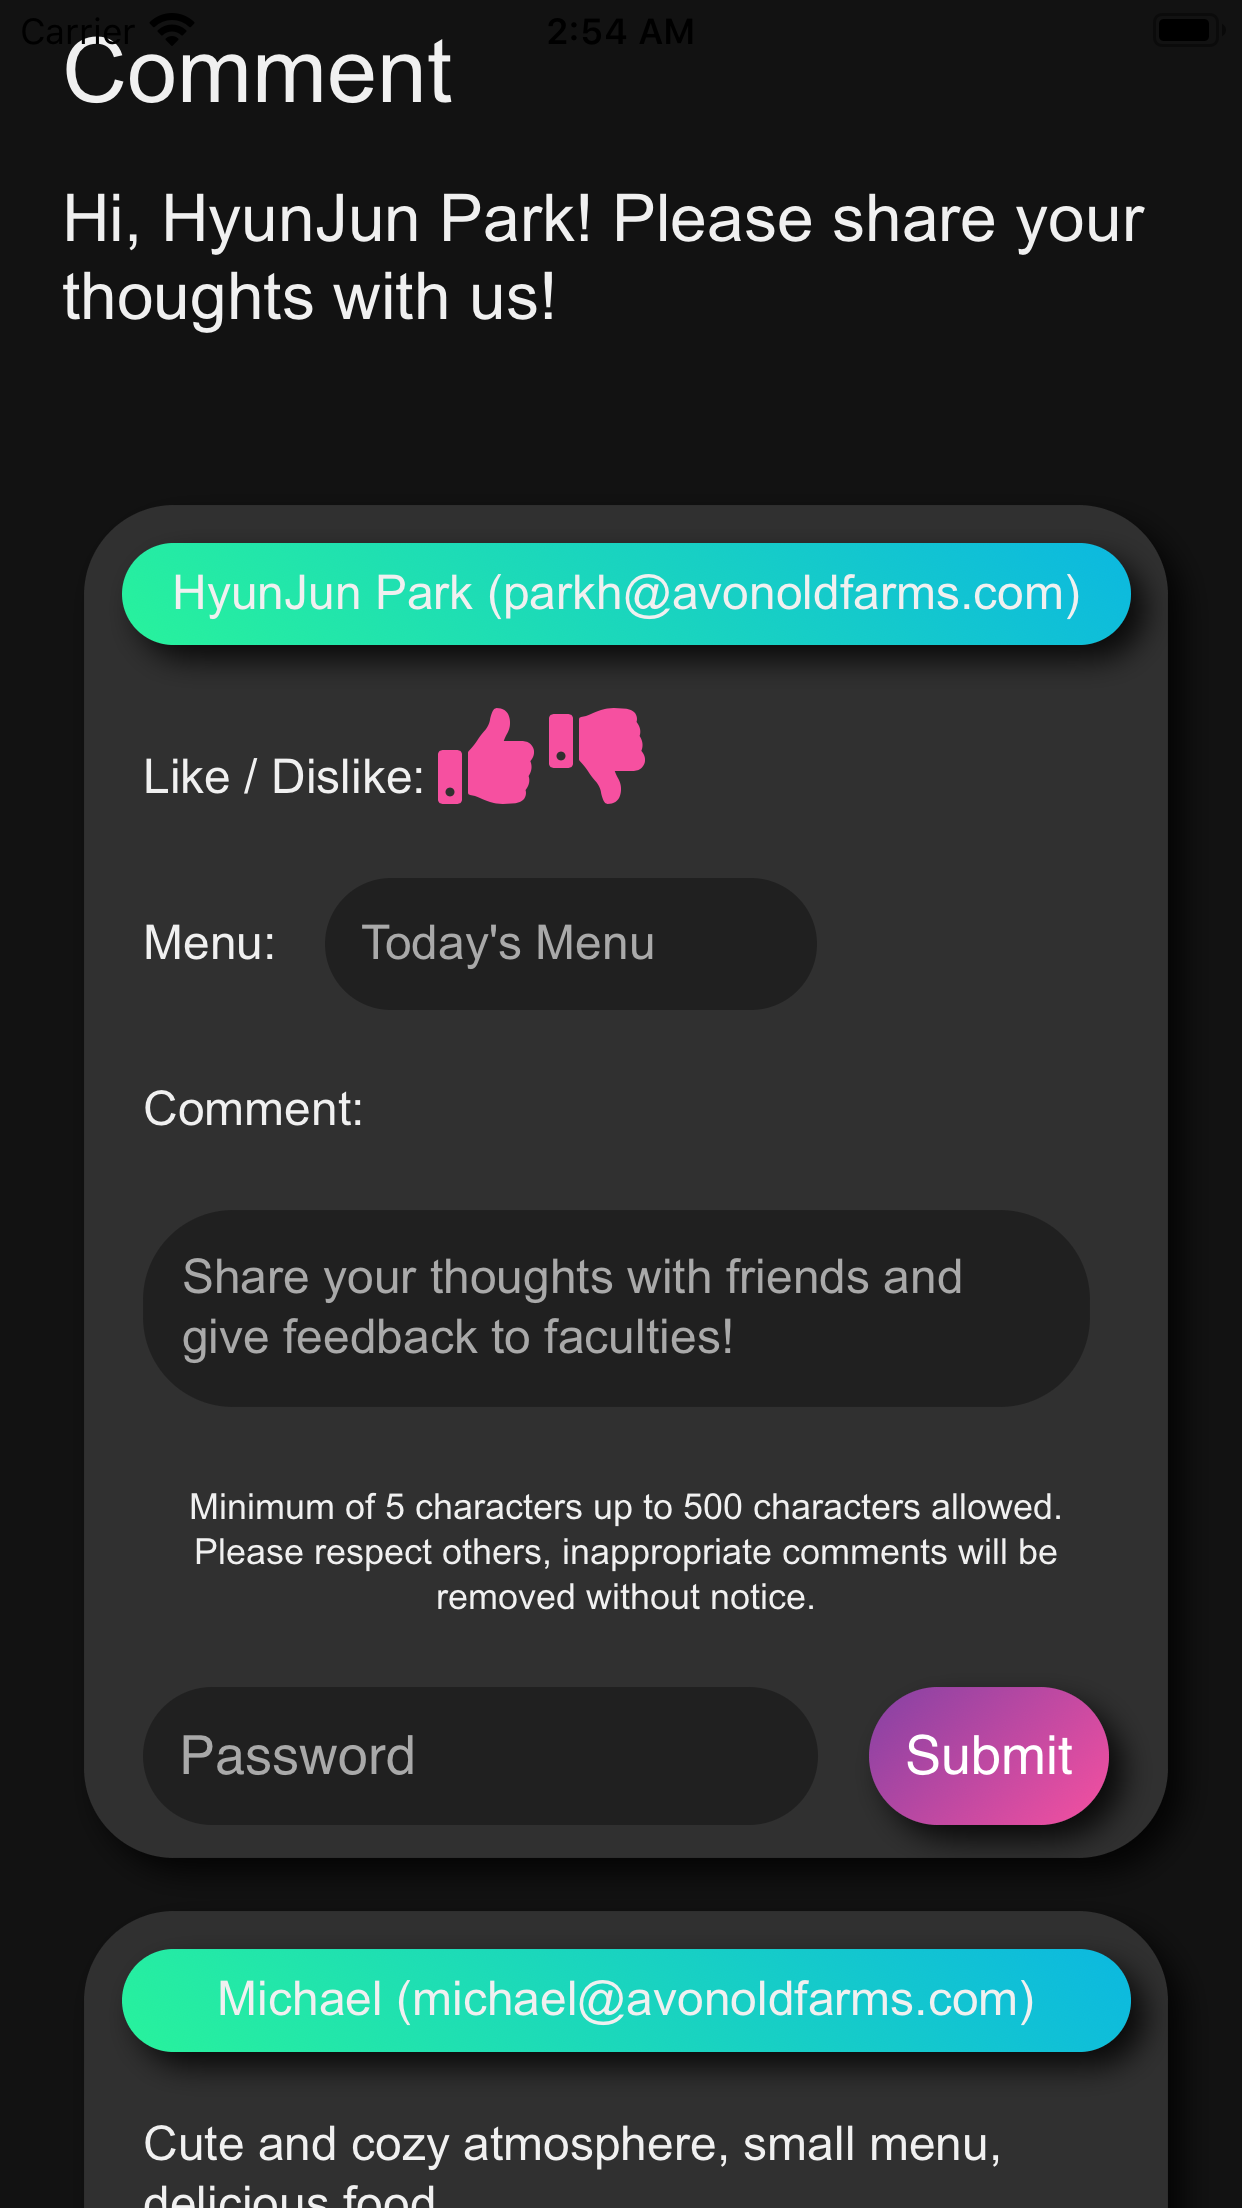 Carrier 2:54 AM
Comment
Hi, HyunJun Park! Please share your
thoughts with us!
HyunJun Park (parkh@avonoldfarms.com)
Like / Dislike:
Menu: Today's Menu
Comment:
Share your thoughts with friends and
give feedback to faculties!
Minimum of 5 characters up to 500 characters allowed.
Please respect others, inappropriate comments will be
removed without notice.
Password Submit
Michael (michael@avonoldfarms.com)
Cute and cozy atmosphere, small menu,
delicious food